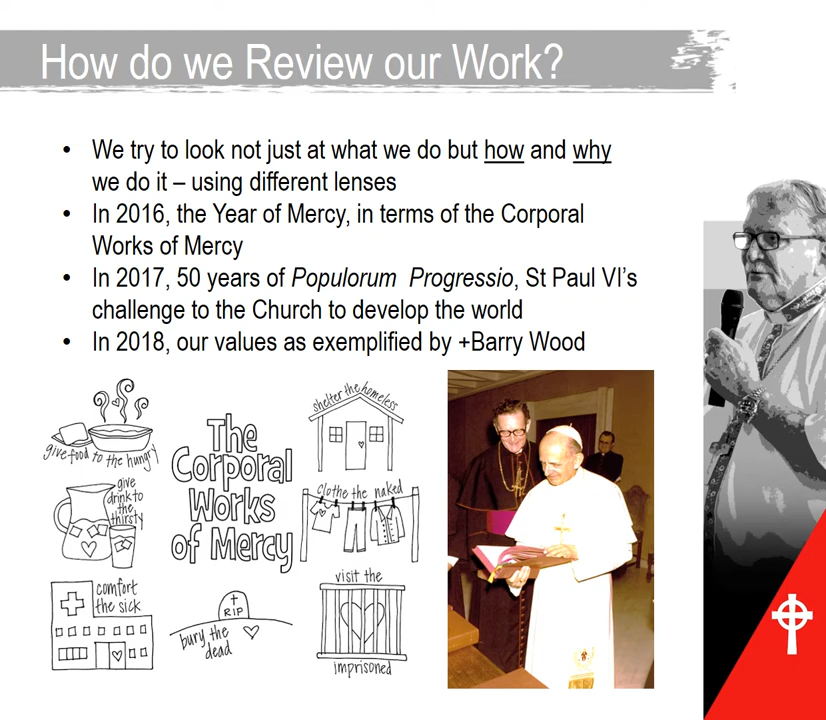 How do we Review our Work?
• We try to look not just at what we do but how and why
we do it – using different lenses
• In 2016, the Year of Mercy, in terms of the Corporal
Works of Mercy
• In 2017, 50 years of Populorum Progressio, St Paul VI's
challenge to the Church to develop the world
• In 2018, our values as exemplified by +Barry Wood
give food to the hungry
The
Corporal
Works
of Mercy
shelter the homeless
give
drink to
the
thirsty
clothe the naked
comfort
the sick
RIP
bury the
dead
visit the
imprisoned